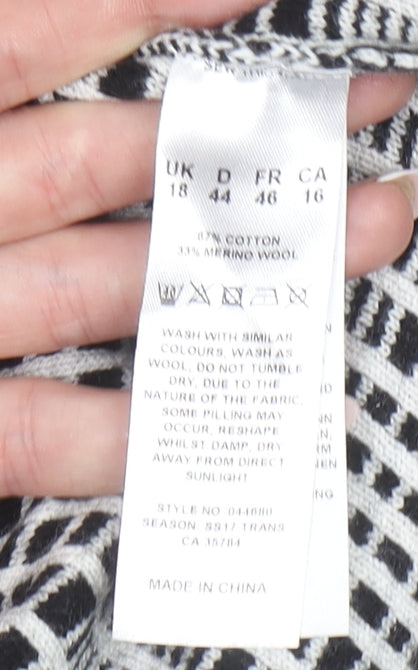 UK D FR CA
18 44 46 16
67% COTTON
33% MERINO WOOL
WASH WITH SIMILAR
COLOURS, WASH AS
WOOL, DO NOT TUMBLE
DRY, DUE TO THE
NATURE OF THE FABRIC,
SOME PILLING MAY
OCCUR, RESHAPE
WHILST DAMP, DRY
AWAY FROM DIRECT
SUNLIGHT
STYLE NO
SEASON SS17 TRANS
CA 35784
MADE IN CHINA